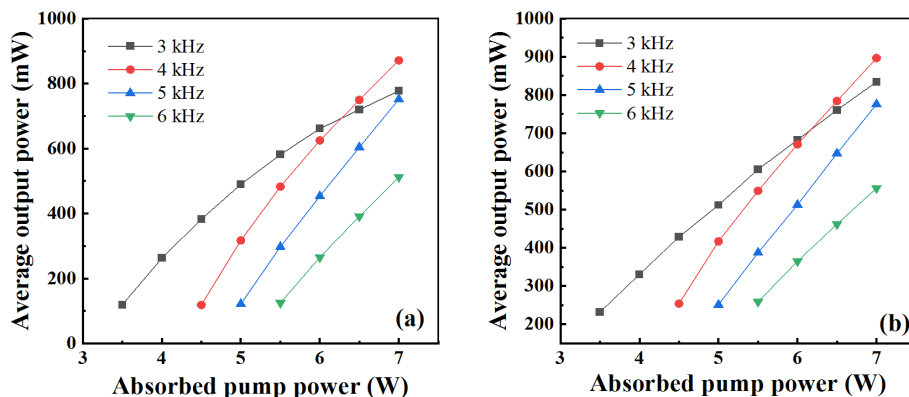 1000
800
600
400
200
0
3 4 5 6 7
Average output power (mW)
Absorbed pump power (W)
3 kHz
4 kHz
5 kHz
6 kHz
(a)
1000
900
800
700
600
500
400
300
200
3 4 5 6 7
Average output power (mW)
Absorbed pump power (W)
3 kHz
4 kHz
5 kHz
6 kHz
(b)